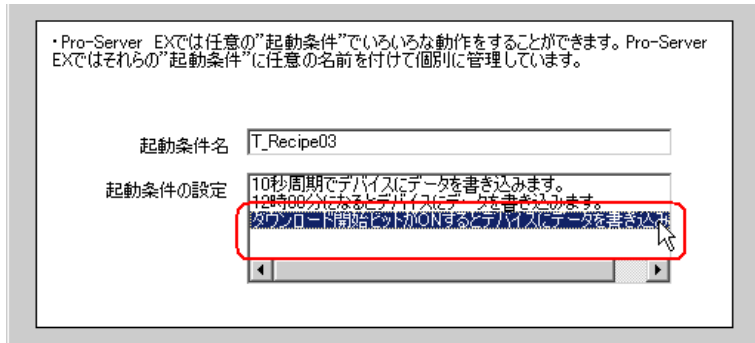 ・Pro-Server EXでは任意の”起動条件”でいろいろな動作をすることができます。Pro-Server
EXではそれらの”起動条件”に任意の名前を付けて個別に管理しています。
起動条件名 T_Recipe03
起動条件の設定 10秒周期でデバイスにデータを書き込みます。
12時00分になるとデバイスにデータを書き込みます。
ダウンロード開始ビットがONするとデバイスにデータを書き込み